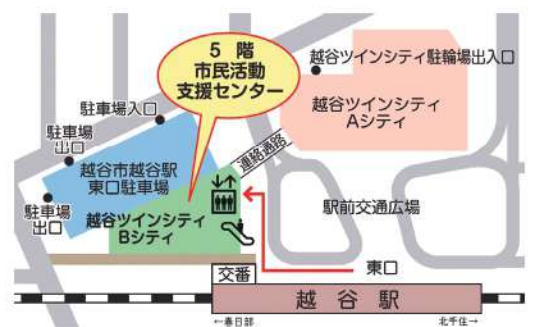 5 階
市民活動
支援センター
越谷ツインシティ駐輪場出入口
越谷ツインシティ
Aシティ
駐車場入口
駐車場
出口
越谷市越谷駅
東口駐車場
連絡通路
駐車場
出口
越谷ツインシティ
Bシティ
駅前交通広場
交番
東口
越谷駅
←春日部
北千住→